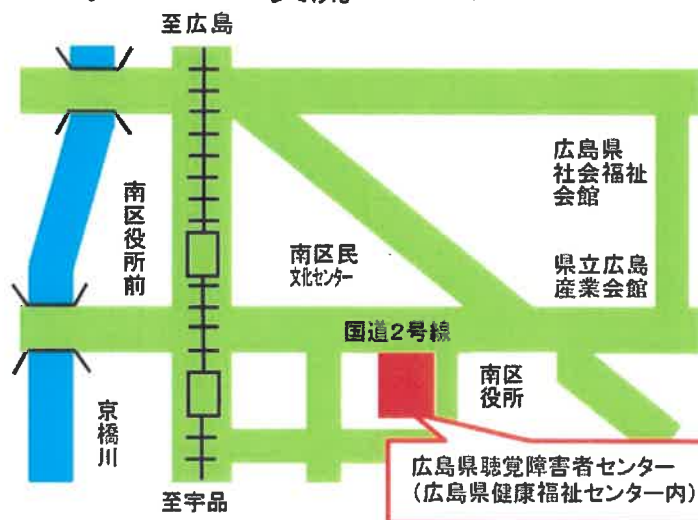 至広島
広島県
社会福祉
会館
南区役所前
南区民
文化センター
県立広島
産業会館
国道2号線
南区
役所
京橋川
広島県聴覚障害者センター
(広島県健康福祉センター内)
至宇品